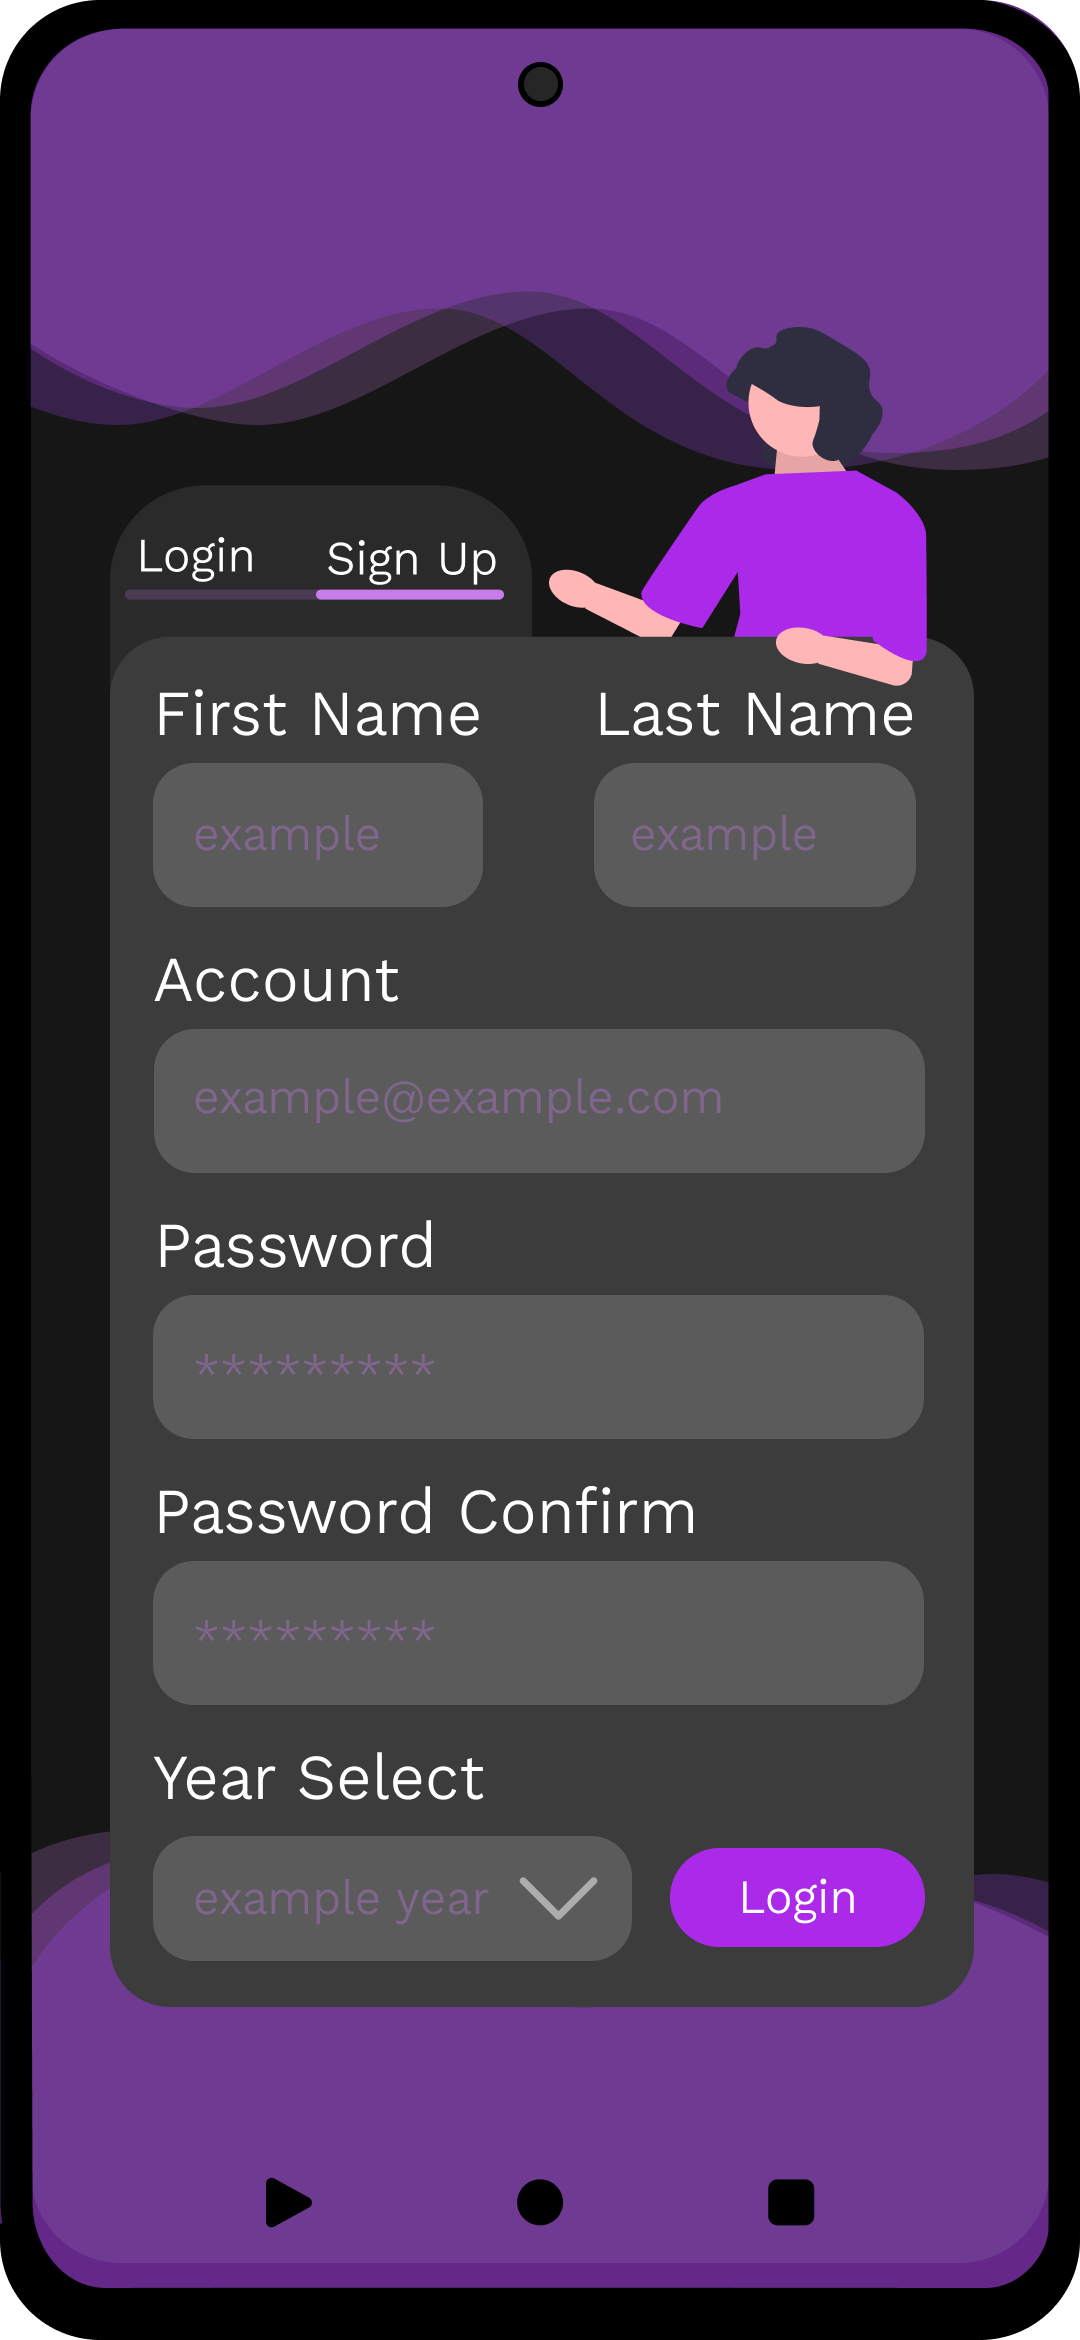 Login Sign Up
First Name Last Name
example example
Account
example@example.com
Password
*********
Password Confirm
*********
Year Select
example year Login